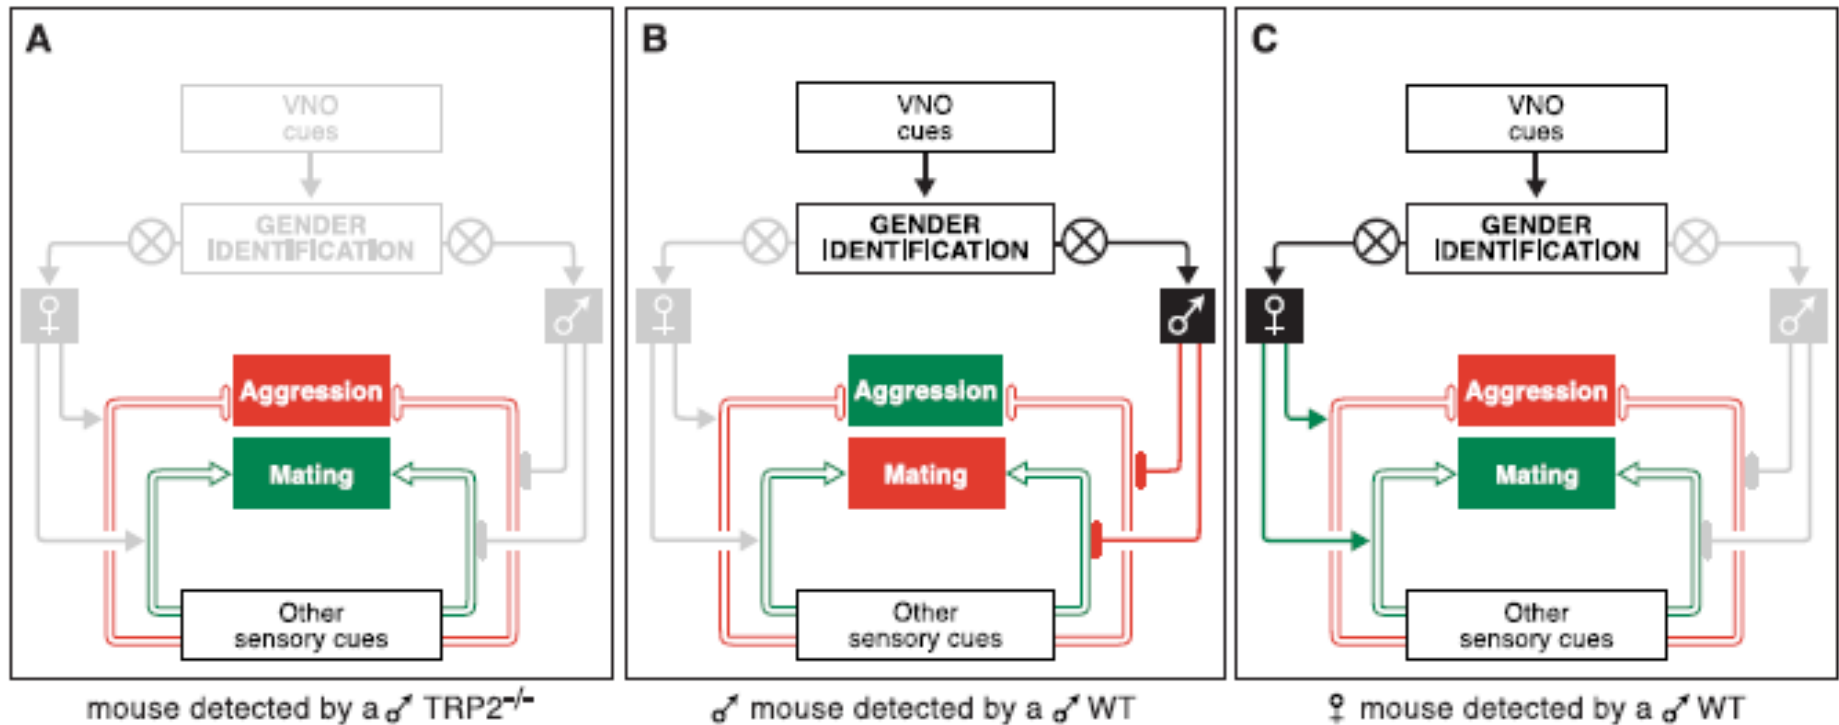 A
VNO
cues
GENDER
IDENTIFICATION
♀
♂
Aggression
Mating
Other
sensory cues
mouse detected by a ♂ TRP2-/-
B
VNO
cues
GENDER
IDENTIFICATION
♀
♂
Aggression
Mating
Other
sensory cues
♂ mouse detected by a ♂ WT
C
VNO
cues
GENDER
IDENTIFICATION
♀
♂
Aggression
Mating
Other
sensory cues
♀ mouse detected by a ♂ WT